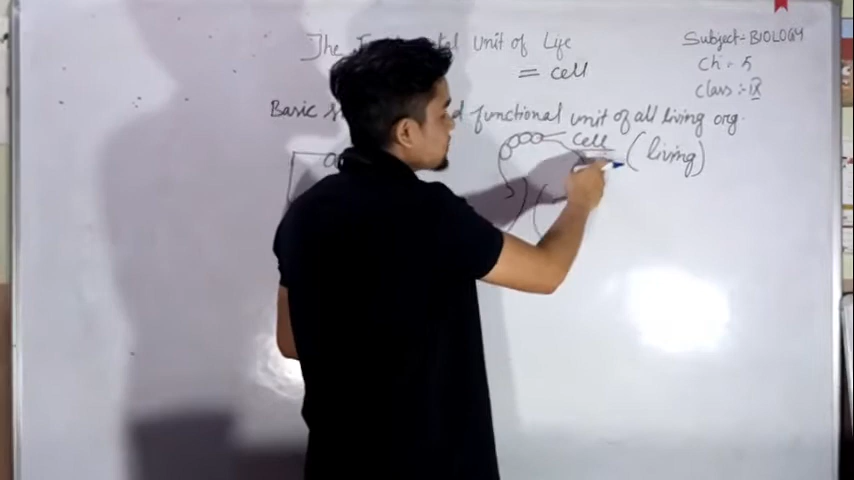 The Unit of Life
= cell
Subject:- BIOLOGY
Ch:- 5
Class:- IX
Basic functional unit of all living org.
cell (living)